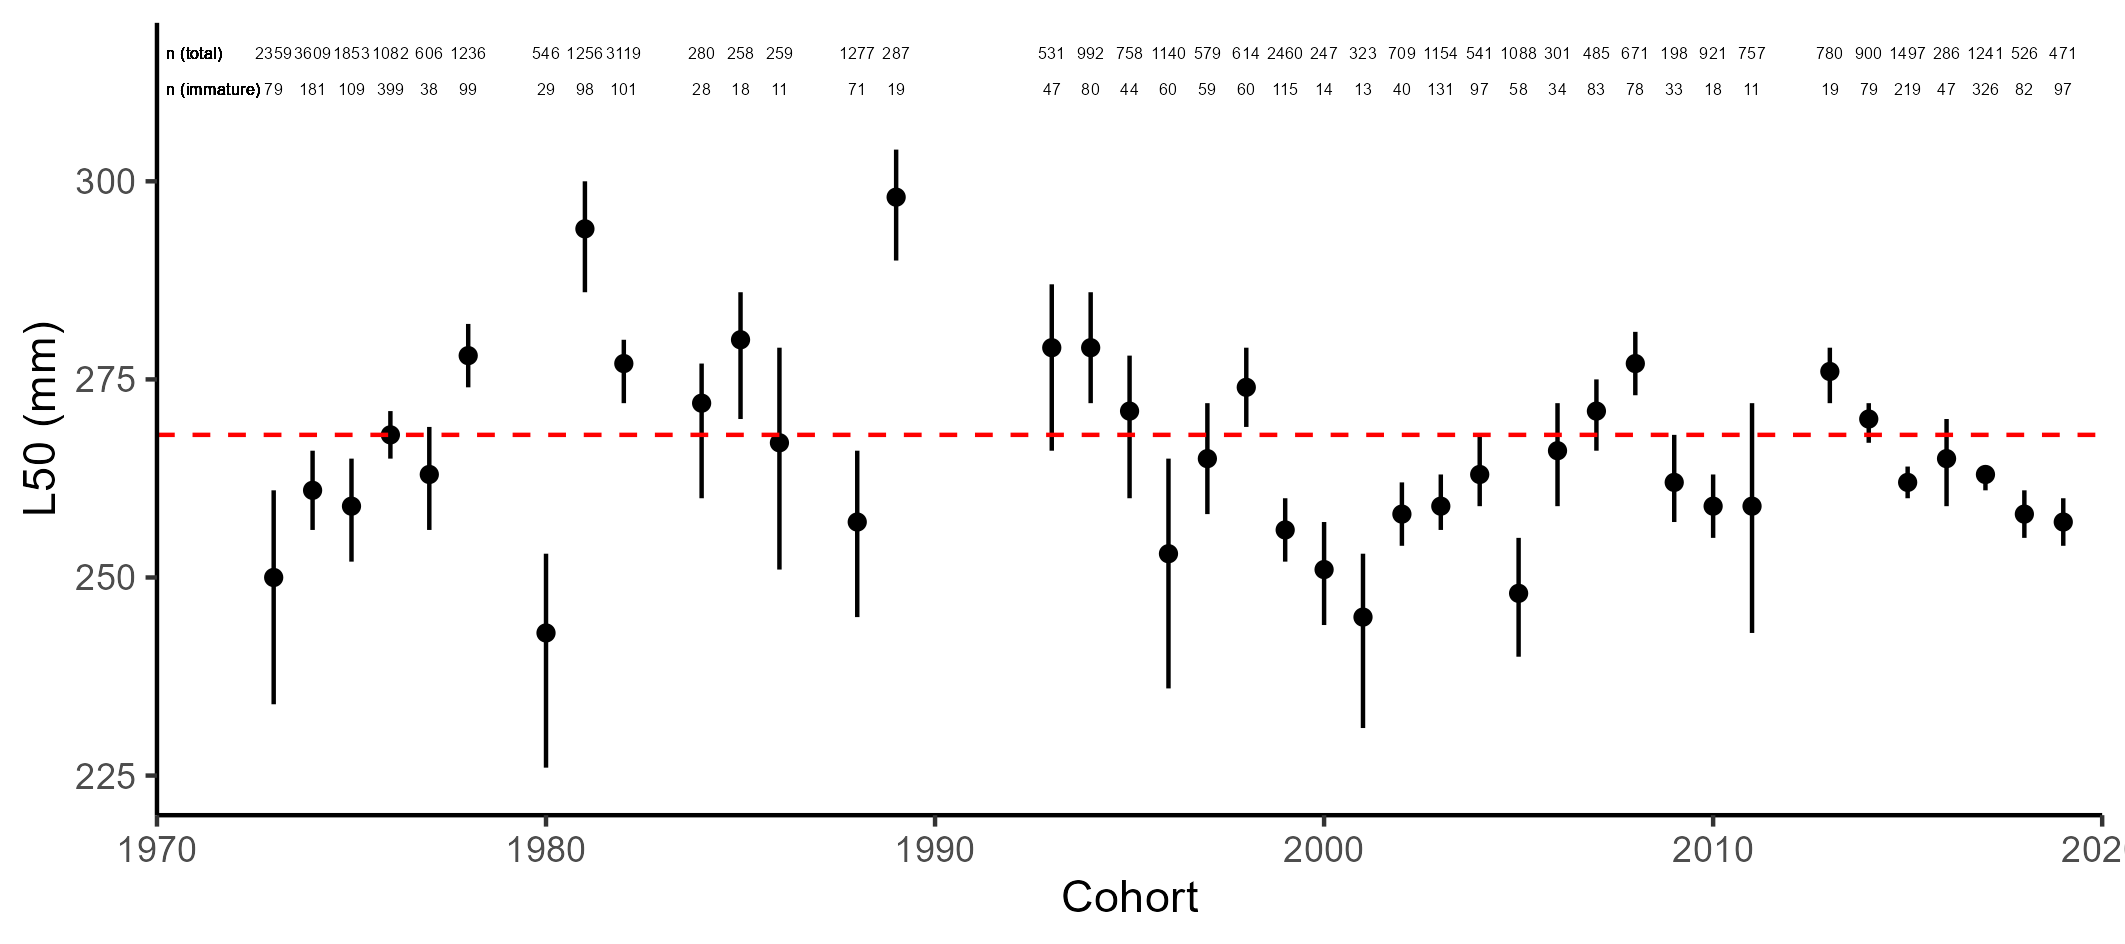 n (total) 2359 3609 1853 1082 606 1236 546 1256 3119 280 258 259 1277 287 531 992 758 1140 579 614 2460 247 323 709 1154 541 1088 301 485 671 198 921 757 780 900 1497 286 1241 526 471
n (immature) 79 181 109 399 38 99 29 98 101 28 18 11 71 19 47 80 44 60 59 60 115 14 13 40 131 97 58 34 83 78 33 18 11 19 79 219 47 326 82 97
300
275
250
225
L50 (mm)
1970 1980 1990 2000 2010 202
Cohort